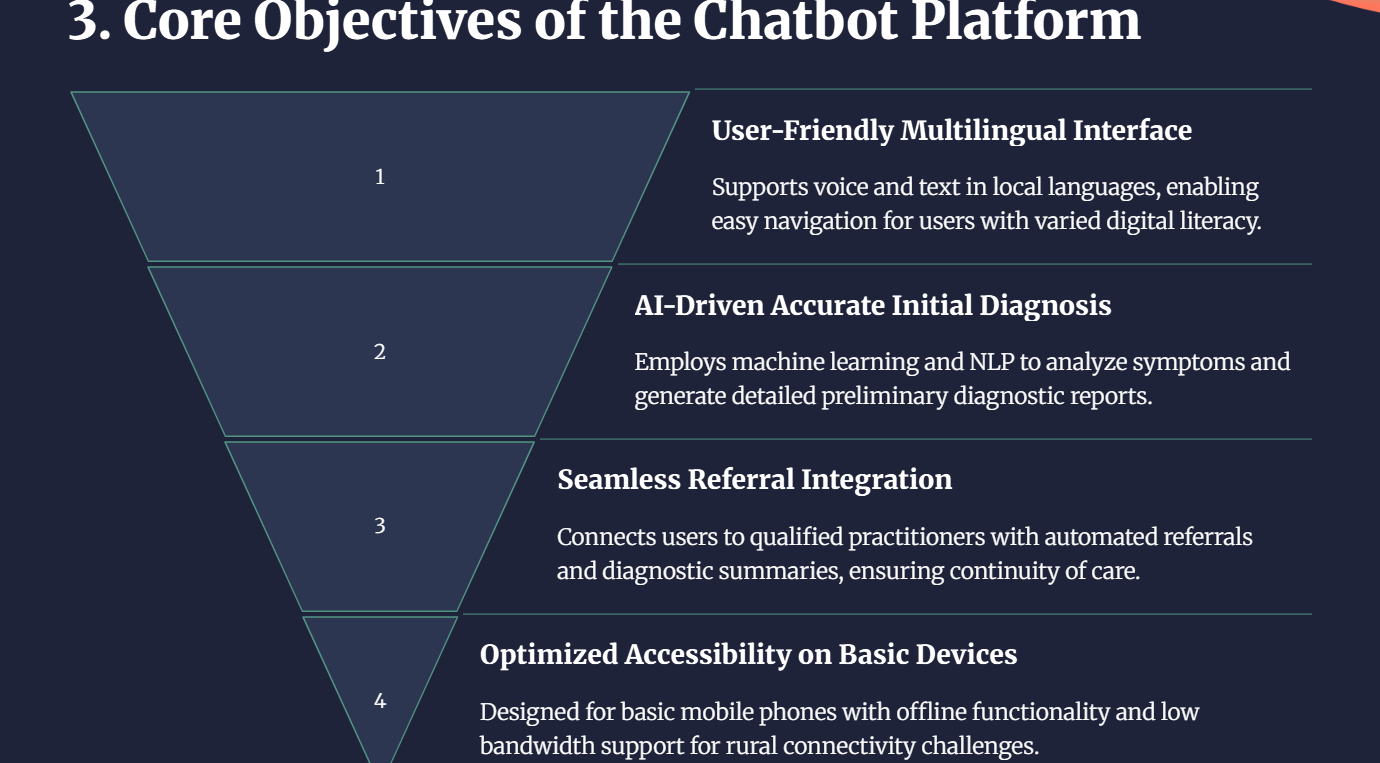 3. Core Objectives of the Chatbot Platform
1
User-Friendly Multilingual Interface
Supports voice and text in local languages, enabling
easy navigation for users with varied digital literacy.
2
AI-Driven Accurate Initial Diagnosis
Employs machine learning and NLP to analyze symptoms and
generate detailed preliminary diagnostic reports.
3
Seamless Referral Integration
Connects users to qualified practitioners with automated referrals
and diagnostic summaries, ensuring continuity of care.
4
Optimized Accessibility on Basic Devices
Designed for basic mobile phones with offline functionality and low
bandwidth support for rural connectivity challenges.